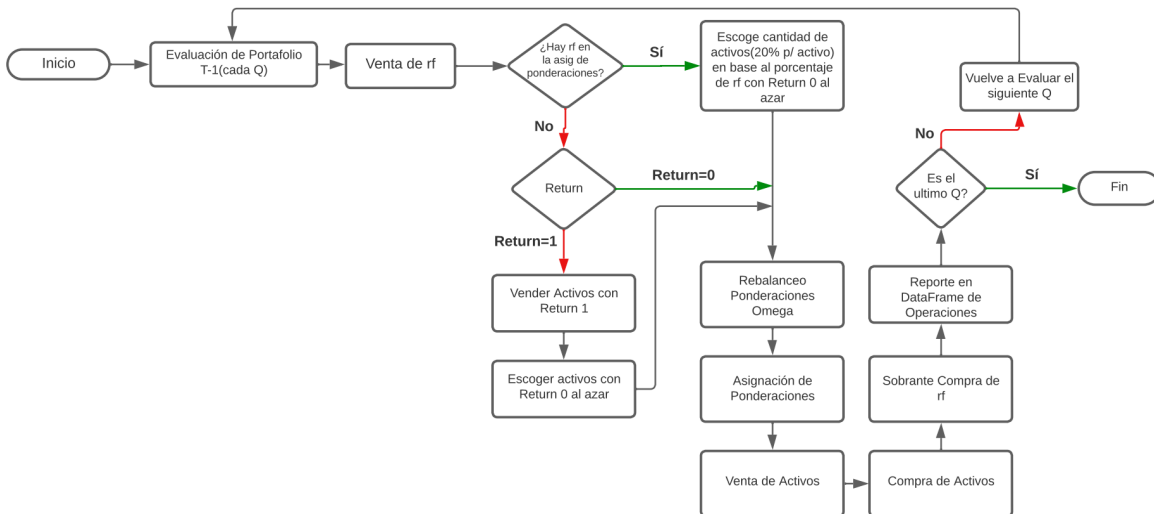 Inicio
Evaluación de Portafolio
T-1(cada Q)
Venta de rf
¿Hay rf en
la asig de
ponderaciones?
Sí
Escoge cantidad de
activos(20% p/ activo)
en base al porcentaje
de rf con Return 0 al
azar
No
Return
Return=0
Return=1
Vender Activos con
Return 1
Escoger activos con
Return 0 al azar
Rebalanceo
Ponderaciones
Omega
Asignación de
Ponderaciones
Venta de Activos
Compra de Activos
Sobrante Compra de
rf
Reporte en
DataFrame de
Operaciones
Es el
ultimo Q?
No
Vuelve a Evaluar el
siguiente Q
Sí
Fin